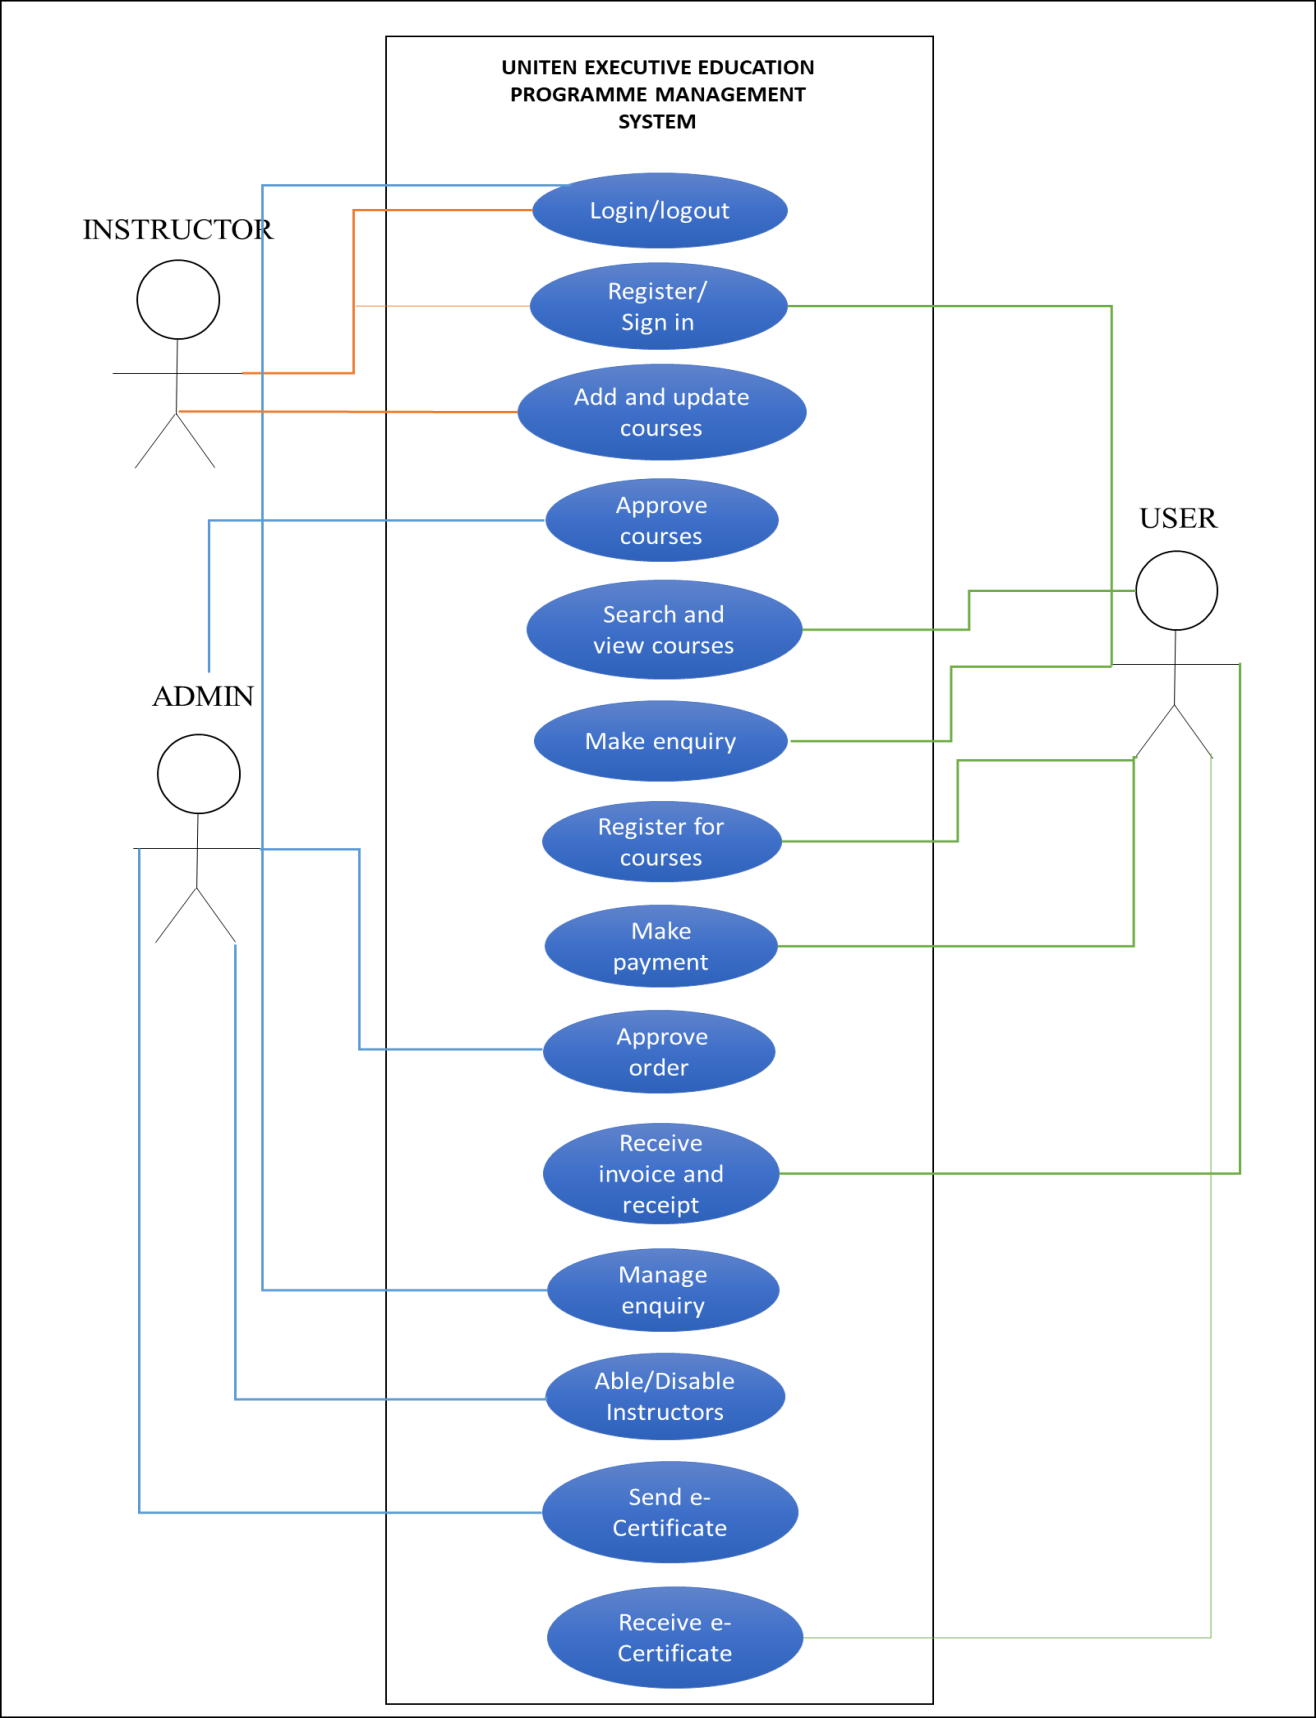 UNITEN EXECUTIVE EDUCATION
PROGRAMME MANAGEMENT
SYSTEM
Login/logout
INSTRUCTOR
Register/
Sign in
Add and update
courses
Approve
courses
USER
Search and
view courses
ADMIN
Make enquiry
Register for
courses
Make
payment
Approve
order
Receive
invoice and
receipt
Manage
enquiry
Able/Disable
Instructors
Send e-
Certificate
Receive e-
Certificate